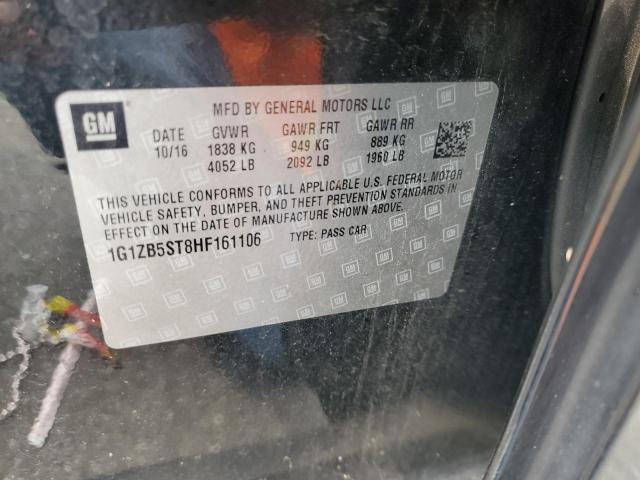 GM
MFD BY GENERAL MOTORS LLC
DATE GVWR GAWR FRT GAWR RR
10/16 1838 KG 949 KG 889 KG
4052 LB 2092 LB 1960 LB
THIS VEHICLE CONFORMS TO ALL APPLICABLE U.S. FEDERAL MOTOR
VEHICLE SAFETY, BUMPER, AND THEFT PREVENTION STANDARDS IN
EFFECT ON THE DATE OF MANUFACTURE SHOWN ABOVE.
1G1ZB5ST8HF161106 TYPE: PASS CAR